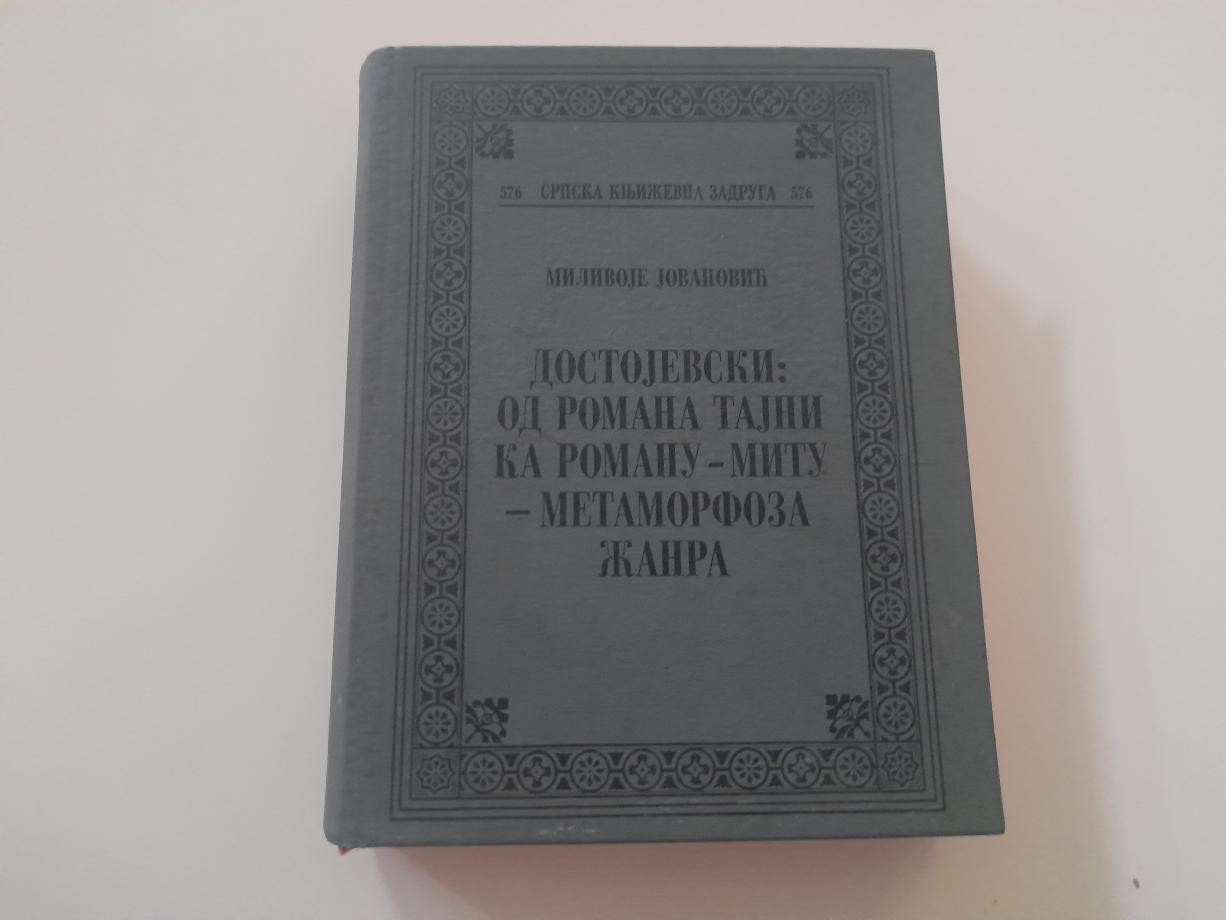 576 СРПСКА КЊИЖЕВНА ЗАДРУГА 576
МИЛИВОЈЕ ЈОВАНОВИЋ
ДОСТОЈЕВСКИ:
ОД РОМАНА ТАЈНИ
КА РОМАНУ – МИТУ
– МЕТАМОРФОЗА
ЖАНРА